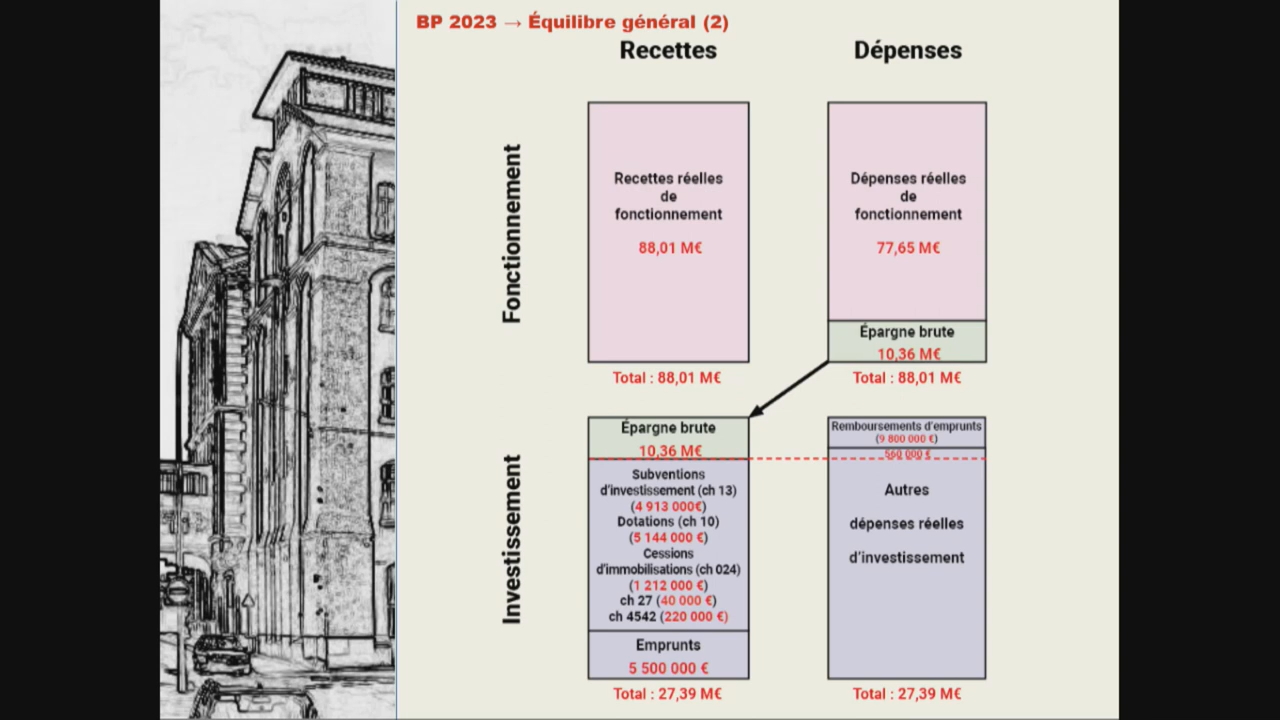 BP 2023 → Équilibre général (2)
Recettes
Dépenses
Fonctionnement
Recettes réelles
de
fonctionnement
88,01 M€
Total : 88,01 M€
Dépenses réelles
de
fonctionnement
77,65 M€
Épargne brute
10,36 M€
Total : 88,01 M€
Investissement
Épargne brute
10,36 M€
Subventions
d'investissement (ch 13)
(4 913 000€)
Dotations (ch 10)
(5 144 000 €)
Cessions
d'immobilisations (ch 024)
(1 212 000 €)
ch 27 (40 000 €)
ch 4542 (220 000 €)
Emprunts
5 500 000 €
Total : 27,39 M€
Remboursements d'emprunts
(9 800 000 €)
560 000 €
Autres
dépenses réelles
d'investissement
Total : 27,39 M€